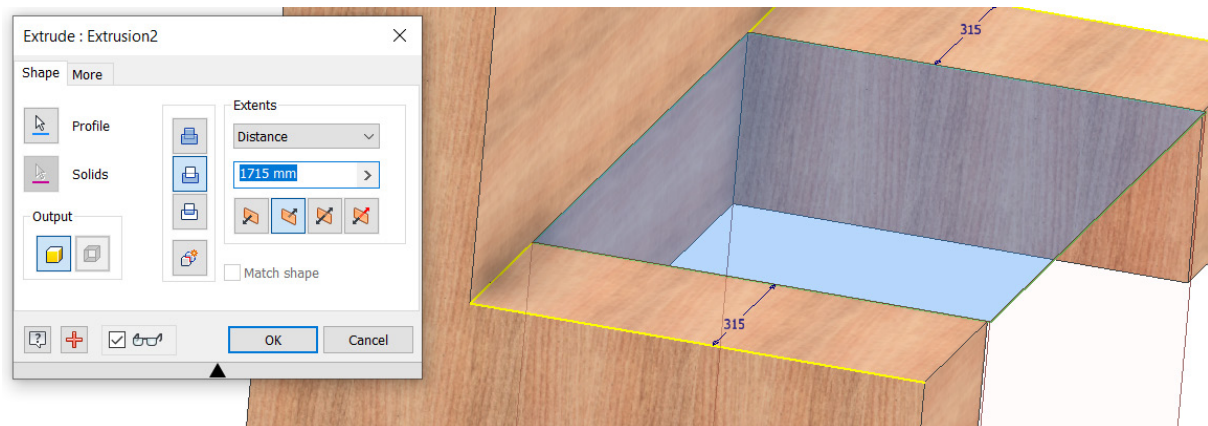 Extrude : Extrusion2
Shape
More
Profile
Solids
Output
Extents
Distance
1715 mm
Match shape
OK
Cancel
315
315